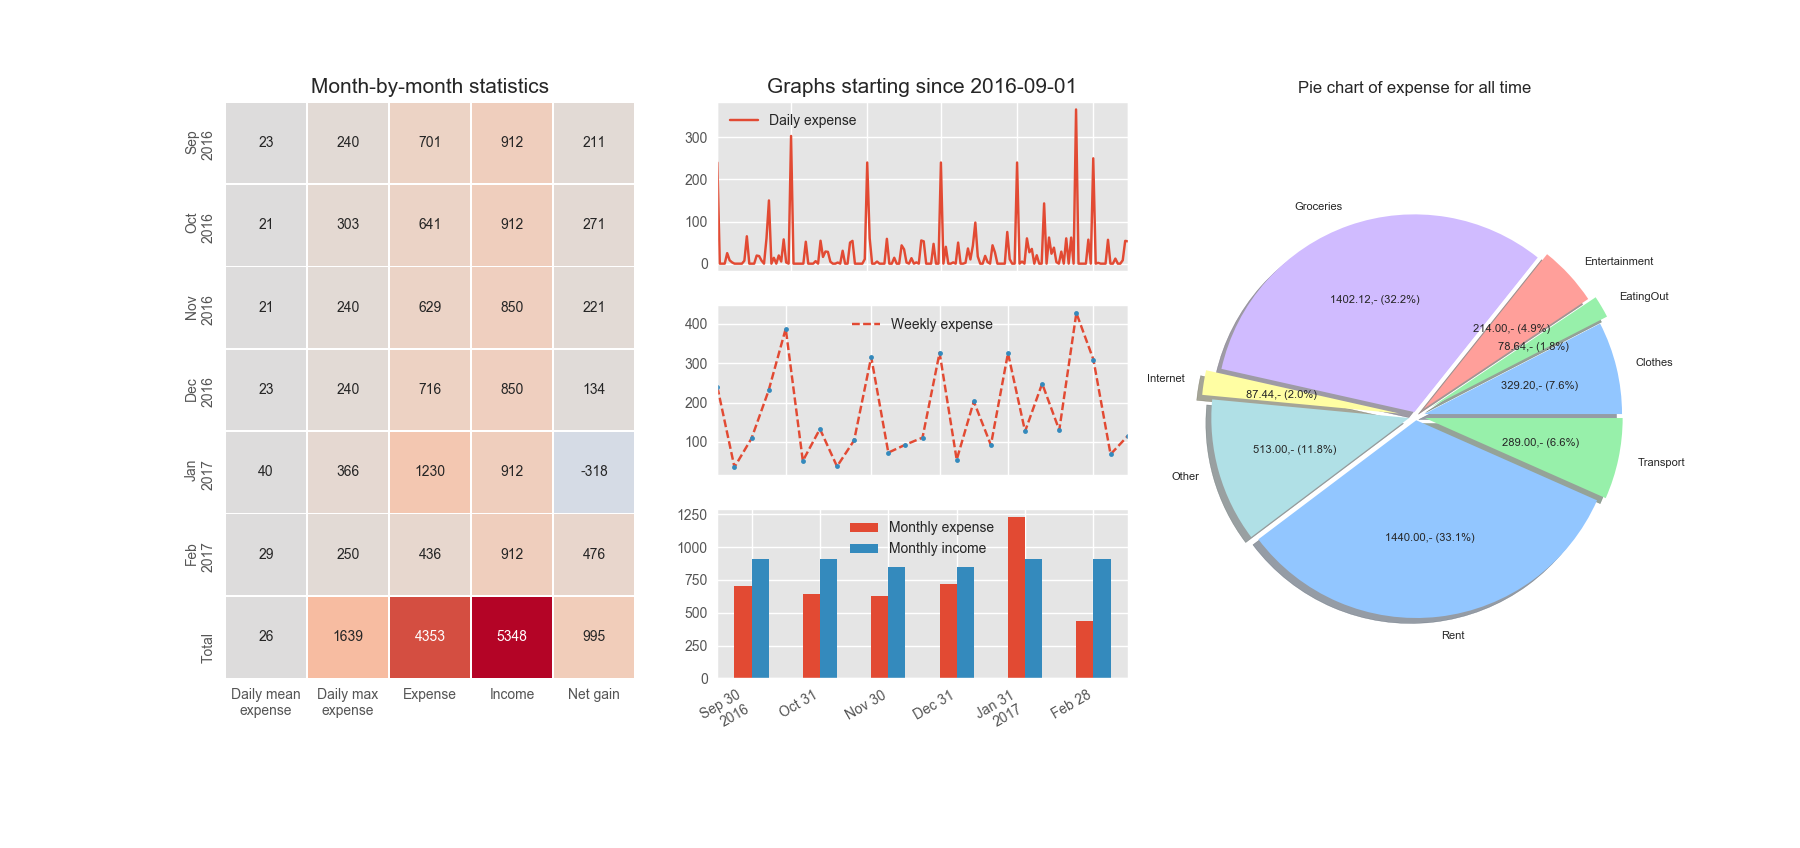 Month-by-month statistics
Sep 2016
23 240 701 912 211
Oct 2016
21 303 641 912 271
Nov 2016
21 240 629 850 221
Dec 2016
23 240 716 850 134
Jan 2017
40 366 1230 912 -318
Feb 2017
29 250 436 912 476
Total
26 1639 4353 5348 995
Daily mean expense
Daily max expense
Expense
Income
Net gain
Graphs starting since 2016-09-01
Daily expense
300
200
100
0
Weekly expense
400
300
200
100
Monthly expense
Monthly income
1250
1000
750
500
250
0
Sep 30
2016
Oct 31
Nov 30
Dec 31
Jan 31
2017
Feb 28
Pie chart of expense for all time
Groceries
1402.12,- (32.2%)
Entertainment
214.00,- (4.9%)
EatingOut
78.64,- (1.8%)
Clothes
329.20,- (7.6%)
Internet
87.44,- (2.0%)
Other
513.00,- (11.8%)
Transport
289.00,- (6.6%)
Rent
1440.00,- (33.1%)